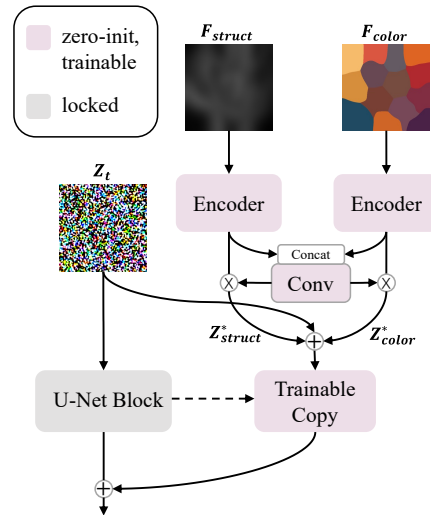 zero-init,
trainable
locked
F_struct
F_color
Z_t
Encoder
Encoder
Concat
Conv
X
X
Z*_struct
Z*_color
+
U-Net Block
Trainable
Copy
+